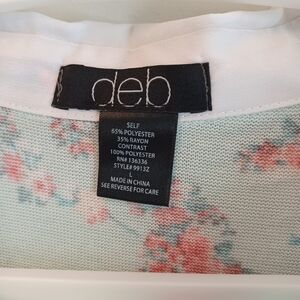 deb
SELF
65% POLYESTER
35% RAYON
CONTRAST
100% POLYESTER
RN# 136336
STYLE# 9913Z
L
MADE IN CHINA
SEE REVERSE FOR CARE